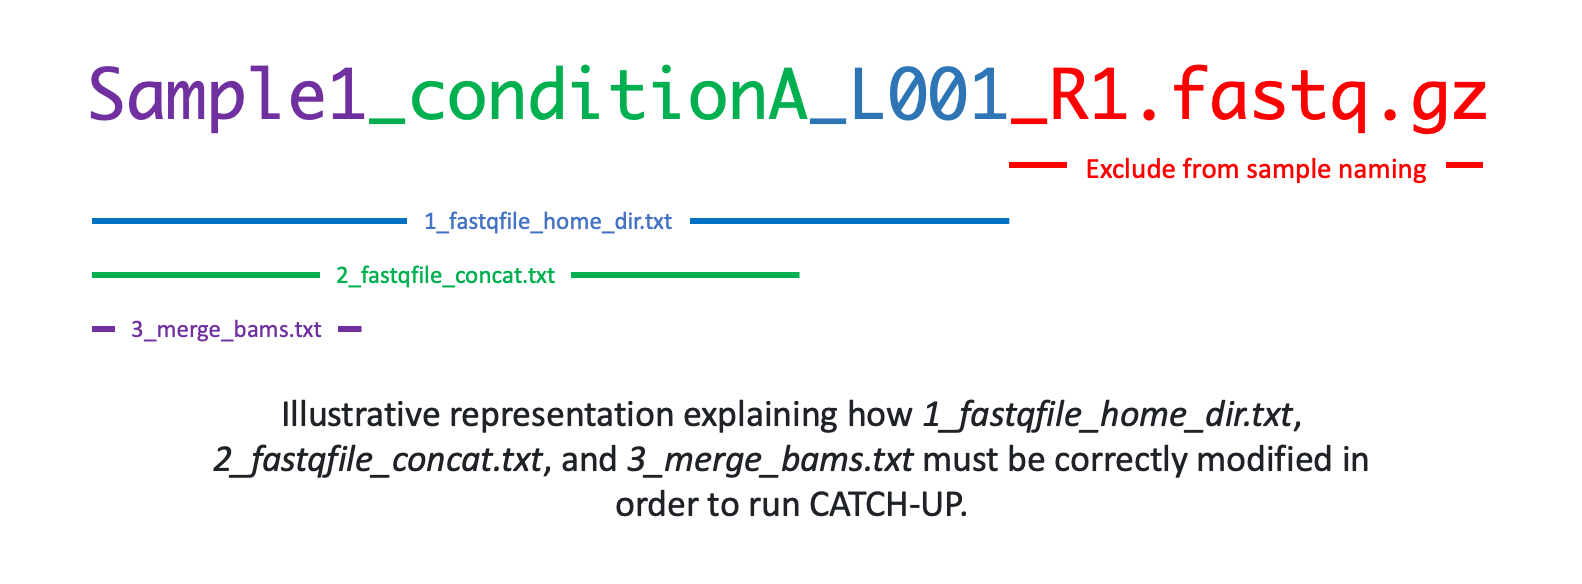 Sample1_conditionA_L001_R1.fastq.gz
Exclude from sample naming
1_fastqfile_home_dir.txt
2_fastqfile_concat.txt
3_merge_bams.txt
Illustrative representation explaining how 1_fastqfile_home_dir.txt,
2_fastqfile_concat.txt, and 3_merge_bams.txt must be correctly modified in
order to run CATCH-UP.